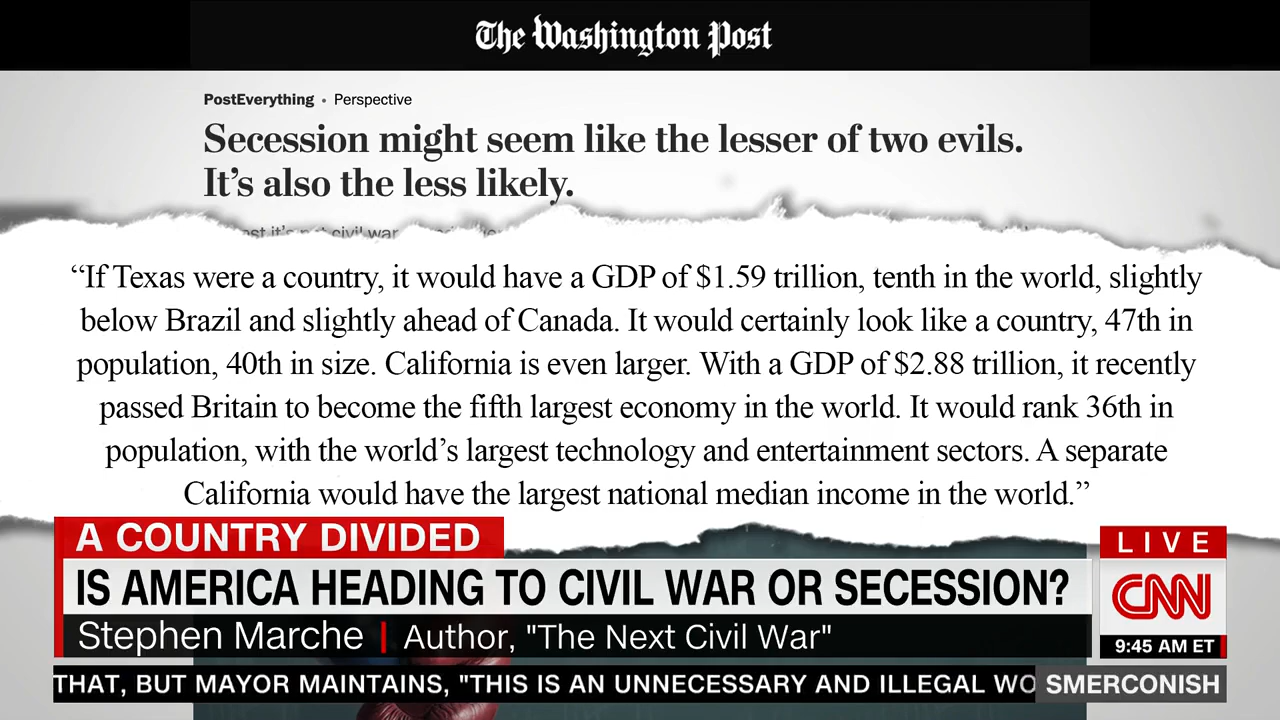 The Washington Post
PostEverything • Perspective
Secession might seem like the lesser of two evils.
It’s also the less likely.
it’s not civil war
“If Texas were a country, it would have a GDP of $1.59 trillion, tenth in the world, slightly
below Brazil and slightly ahead of Canada. It would certainly look like a country, 47th in
population, 40th in size. California is even larger. With a GDP of $2.88 trillion, it recently
passed Britain to become the fifth largest economy in the world. It would rank 36th in
population, with the world’s largest technology and entertainment sectors. A separate
California would have the largest national median income in the world.”
A COUNTRY DIVIDED
IS AMERICA HEADING TO CIVIL WAR OR SECESSION?
Stephen Marche | Author, "The Next Civil War"
LIVE
CNN
9:45 AM ET
THAT, BUT MAYOR MAINTAINS, "THIS IS AN UNNECESSARY AND ILLEGAL WO
SMERCONISH